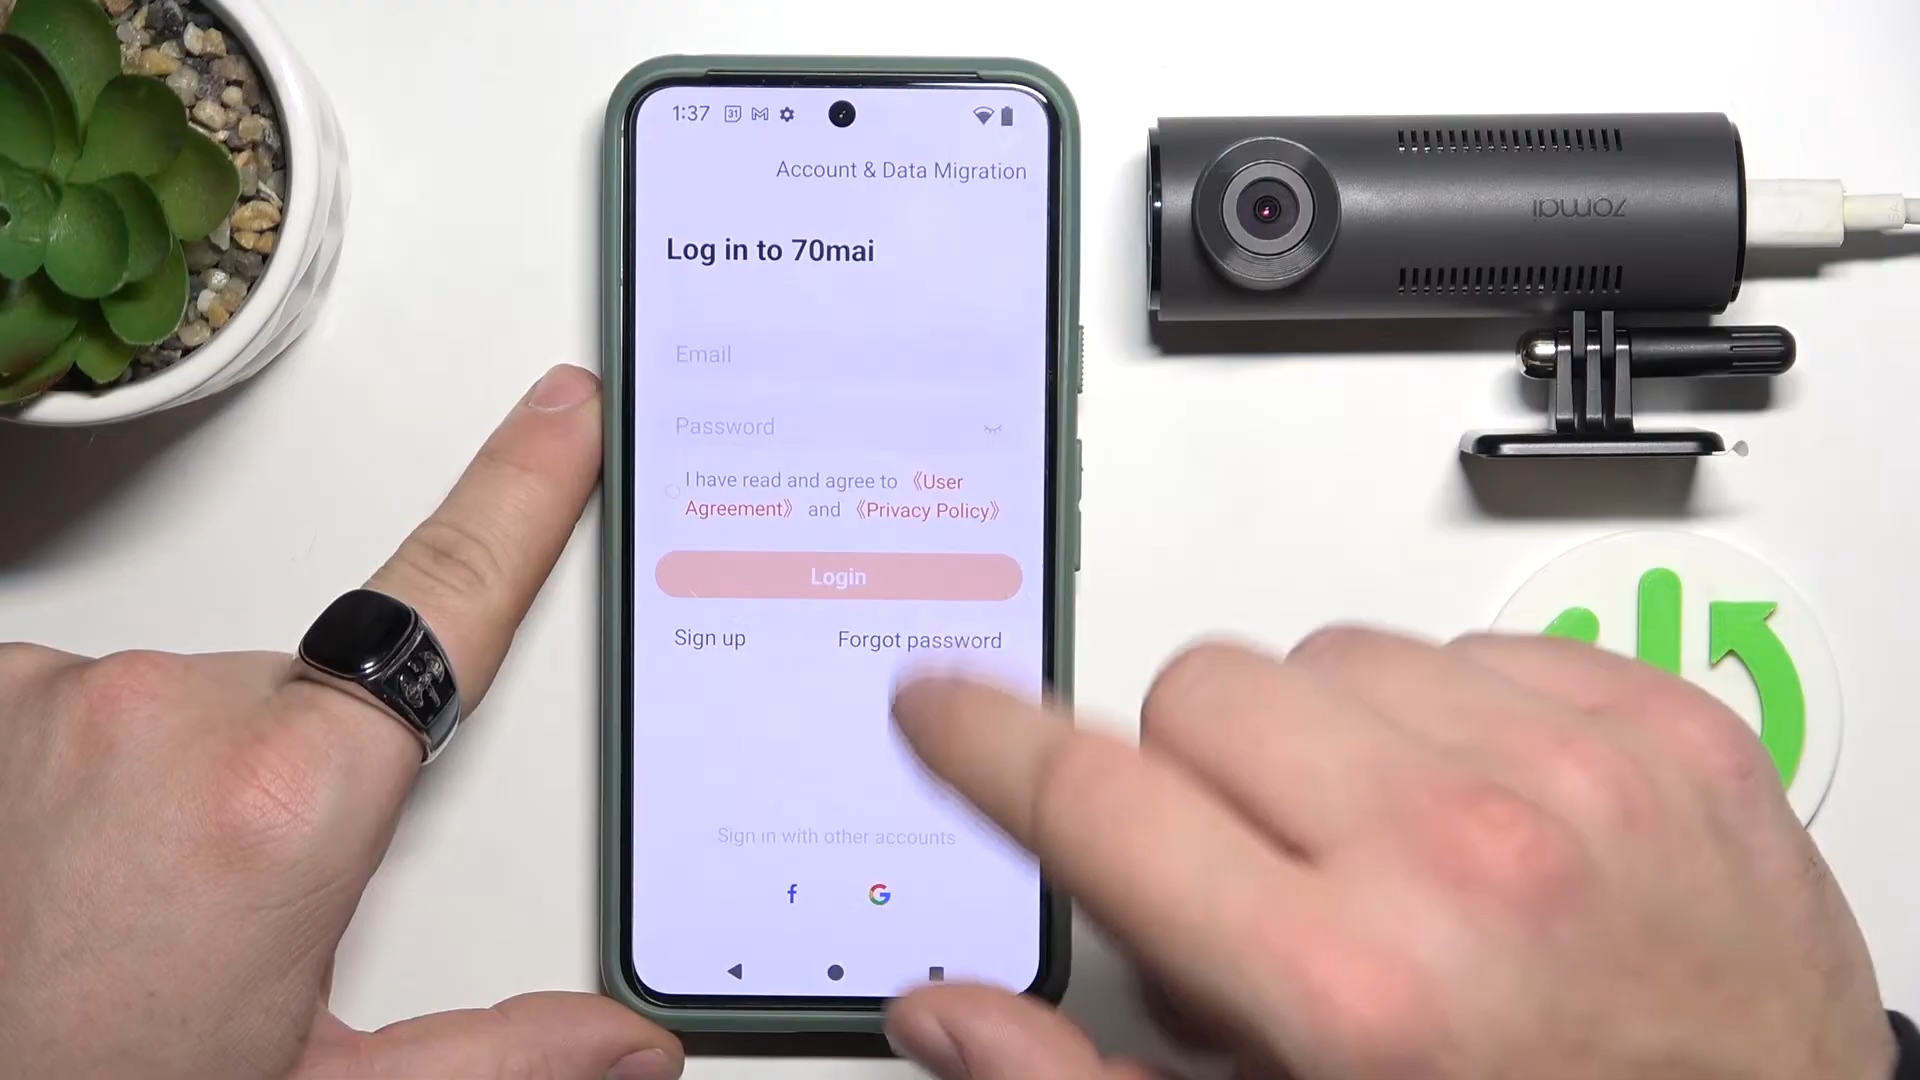 1:37
31
Account & Data Migration
Log in to 70mai
Email
Password
I have read and agree to 《User
Agreement》 and 《Privacy Policy》
Login
Sign up
Forgot password
Sign in with other accounts
f
G
70mai